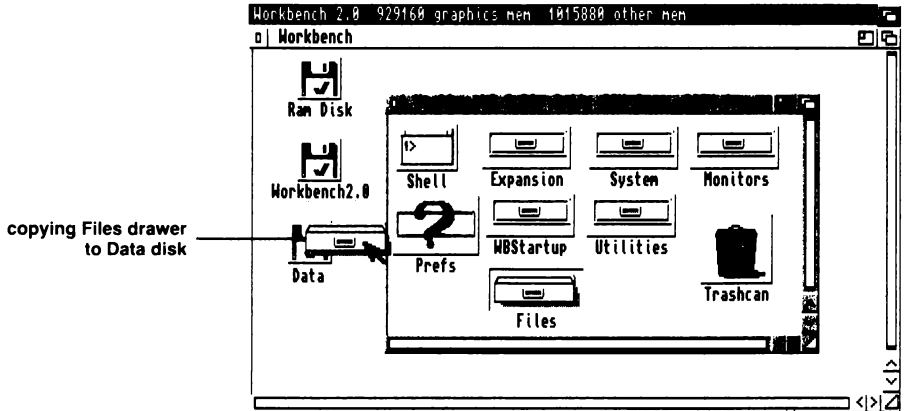 Workbench 2.0 929160 graphics mem 1015880 other mem
Workbench
Ram Disk
1>
Shell
Expansion
System
Monitors
Workbench2.0
Prefs
WBStartup
Utilities
Trashcan
copying Files drawer
to Data disk
Data
Files